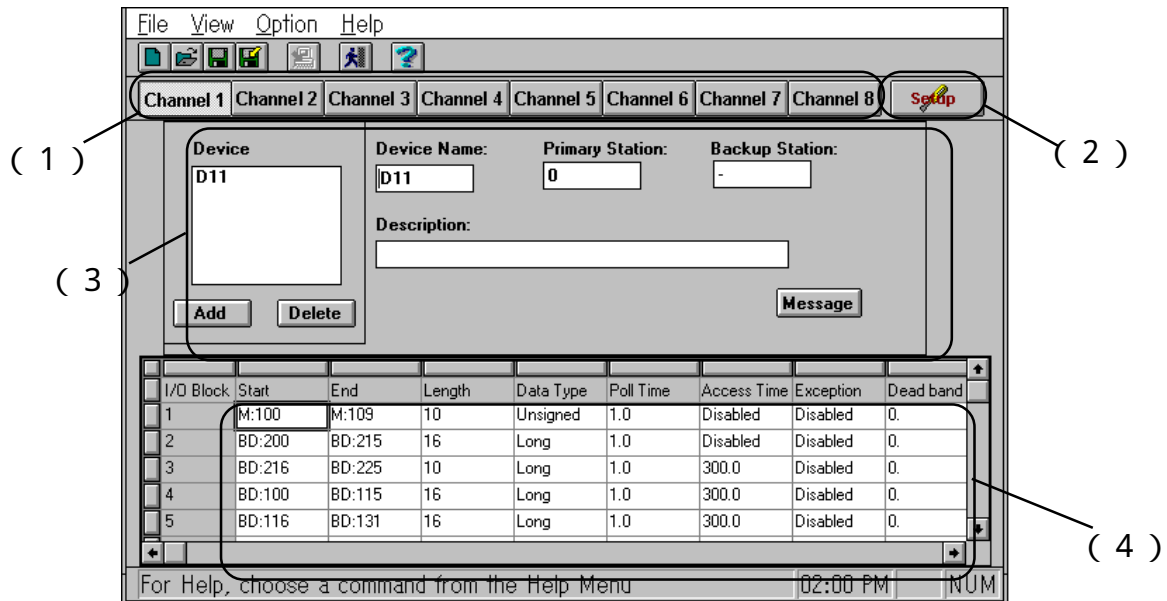 File View Option Help
Channel 1 Channel 2 Channel 3 Channel 4 Channel 5 Channel 6 Channel 7 Channel 8 Setup
( 1 )
( 2 )
Device Device Name: Primary Station: Backup Station:
D11 D11 0 -
Description:
( 3 )
Add Delete Message
I/O Block Start End Length Data Type Poll Time Access Time Exception Dead band
1 M:100 M:109 10 Unsigned 1.0 Disabled Disabled 0.
2 BD:200 BD:215 16 Long 1.0 Disabled Disabled 0.
3 BD:216 BD:225 10 Long 1.0 300.0 Disabled 0.
4 BD:100 BD:115 16 Long 1.0 300.0 Disabled 0.
5 BD:116 BD:131 16 Long 1.0 300.0 Disabled 0.
( 4 )
For Help, choose a command from the Help Menu 02:00 PM NUM